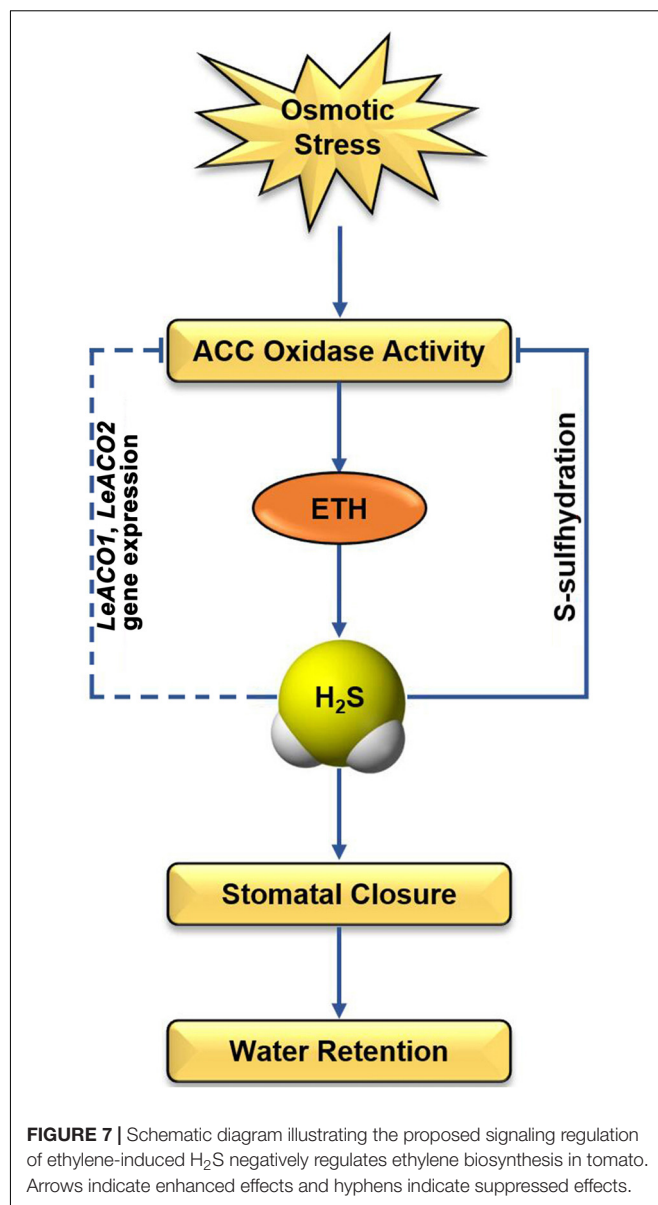 Osmotic
Stress
ACC Oxidase Activity
LeACO1, LeACO2
gene expression
ETH
S-sulfhydration
H₂S
Stomatal Closure
Water Retention
FIGURE 7 | Schematic diagram illustrating the proposed signaling regulation
of ethylene-induced H₂S negatively regulates ethylene biosynthesis in tomato.
Arrows indicate enhanced effects and hyphens indicate suppressed effects.